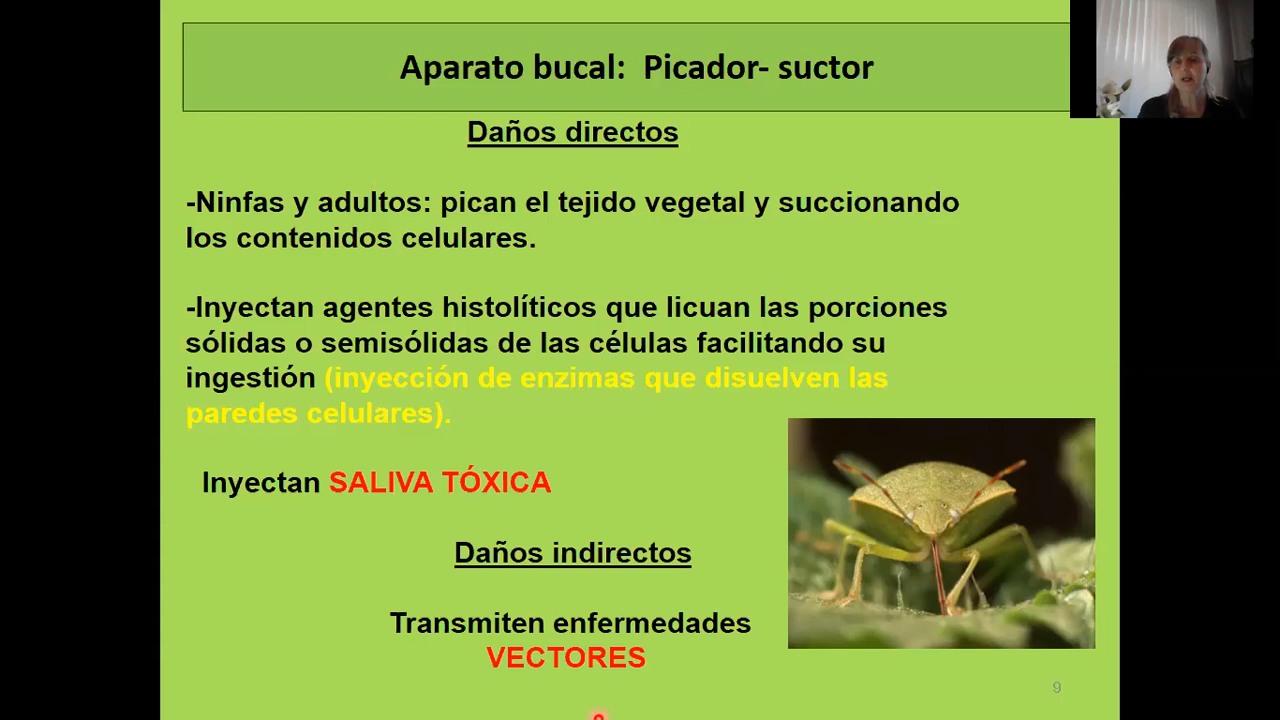 Aparato bucal: Picador- suctor
Daños directos
-Ninfas y adultos: pican el tejido vegetal y succionando
los contenidos celulares.
-Inyectan agentes histolíticos que licuan las porciones
sólidas o semisólidas de las células facilitando su
ingestión (inyección de enzimas que disuelven las
paredes celulares).
Inyectan SALIVA TÓXICA
Daños indirectos
Transmiten enfermedades
VECTORES
9